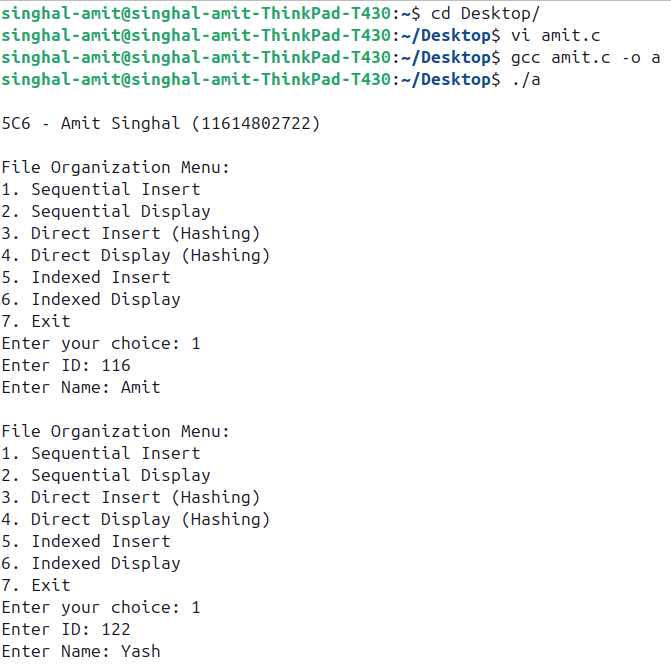 singhal-amit@singhal-amit-ThinkPad-T430:~$ cd Desktop/
singhal-amit@singhal-amit-ThinkPad-T430:~/Desktop$ vi amit.c
singhal-amit@singhal-amit-ThinkPad-T430:~/Desktop$ gcc amit.c -o a
singhal-amit@singhal-amit-ThinkPad-T430:~/Desktop$ ./a
5C6 - Amit Singhal (11614802722)
File Organization Menu:
1. Sequential Insert
2. Sequential Display
3. Direct Insert (Hashing)
4. Direct Display (Hashing)
5. Indexed Insert
6. Indexed Display
7. Exit
Enter your choice: 1
Enter ID: 116
Enter Name: Amit
File Organization Menu:
1. Sequential Insert
2. Sequential Display
3. Direct Insert (Hashing)
4. Direct Display (Hashing)
5. Indexed Insert
6. Indexed Display
7. Exit
Enter your choice: 1
Enter ID: 122
Enter Name: Yash